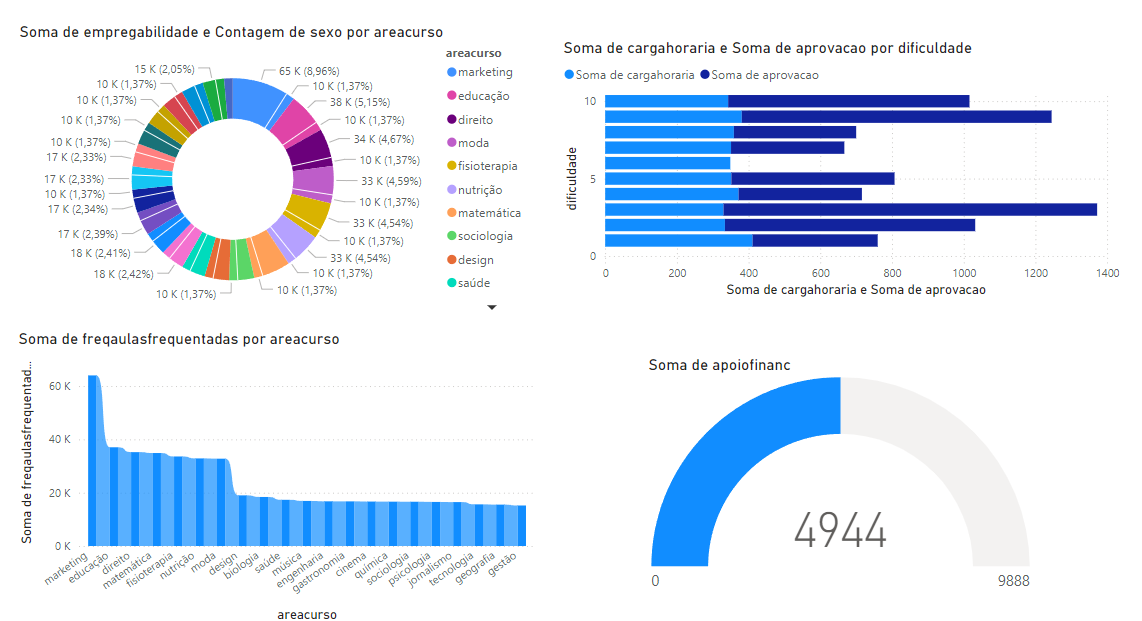 Soma de empregabilidade e Contagem de sexo por areacurso
areacurso
marketing
educação
direito
moda
fisioterapia
nutrição
matemática
sociologia
design
saúde
65 K (8,96%)
10 K (1,37%)
38 K (5,15%)
10 K (1,37%)
34 K (4,67%)
10 K (1,37%)
33 K (4,59%)
10 K (1,37%)
33 K (4,54%)
10 K (1,37%)
33 K (4,54%)
10 K (1,37%)
10 K (1,37%)
10 K (1,37%)
18 K (2,42%)
18 K (2,41%)
17 K (2,39%)
17 K (2,34%)
10 K (1,37%)
17 K (2,33%)
17 K (2,33%)
10 K (1,37%)
10 K (1,37%)
10 K (1,37%)
10 K (1,37%)
15 K (2,05%)
Soma de cargahoraria e Soma de aprovacao por dificuldade
Soma de cargahoraria
Soma de aprovacao
dificuldade
10
5
0
0
200
400
600
800
1000
1200
1400
Soma de cargahoraria e Soma de aprovacao
Soma de freqaulasfrequentadas por areacurso
Soma de freqaulasfrequentad...
60 K
40 K
20 K
0 K
marketing
educação
direito
matemática
fisioterapia
nutrição
moda
design
biologia
saúde
música
engenharia
gastronomia
cinema
química
sociologia
psicologia
jornalismo
tecnologia
geografia
gestão
areacurso
Soma de apoiofinanc
4944
0
9888